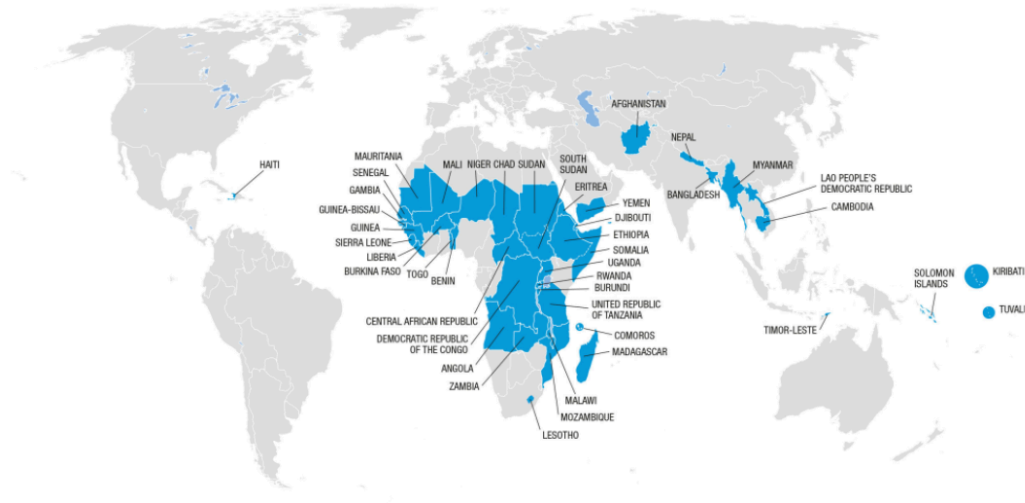 AFGHANISTAN
NEPAL
HAITI
MAURITANIA
MALI
NIGER
CHAD
SUDAN
SOUTH
SUDAN
MYANMAR
SENEGAL
LAO PEOPLE'S
DEMOCRATIC REPUBLIC
GAMBIA
ERITREA
BANGLADESH
YEMEN
CAMBODIA
GUINEA-BISSAU
DJIBOUTI
GUINEA
ETHIOPIA
SIERRA LEONE
SOMALIA
LIBERIA
UGANDA
BURKINA FASO
TOGO
BENIN
RWANDA
BURUNDI
SOLOMON
ISLANDS
KIRIBATI
UNITED REPUBLIC
OF TANZANIA
TUVALU
CENTRAL AFRICAN REPUBLIC
TIMOR-LESTE
COMOROS
DEMOCRATIC REPUBLIC
OF THE CONGO
MADAGASCAR
ANGOLA
ZAMBIA
MALAWI
MOZAMBIQUE
LESOTHO